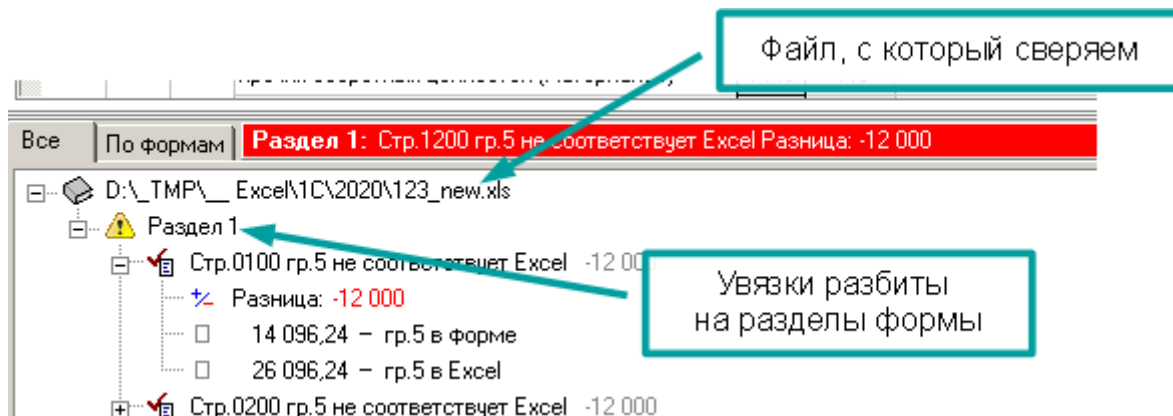 Файл, с который сверяем
Все
По формам
Раздел 1: Стр.1200 гр.5 не соответствует Excel Разница: -12 000
D:\_TMP\__ Excel\1C\2020\123_new.xls
Раздел 1
Стр.0100 гр.5 не соответствует Excel -12 00
Разница: -12 000
14 096,24 – гр.5 в форме
26 096,24 – гр.5 в Excel
Стр.0200 гр.5 не соответствует Excel -12 000
Увязки разбиты
на разделы формы